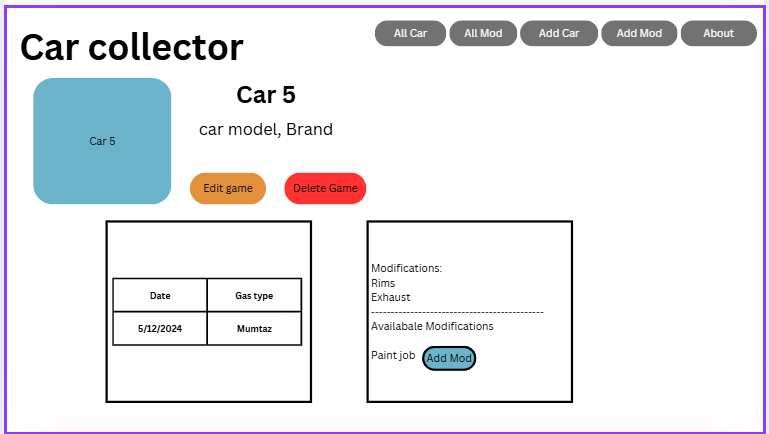 Car collector
All Car
All Mod
Add Car
Add Mod
About
Car 5
Car 5
car model, Brand
Edit game
Delete Game
Date
Gas type
5/12/2024
Mumtaz
Modifications:
Rims
Exhaust
--------------------------------------------
Availabale Modifications
Paint job
Add Mod